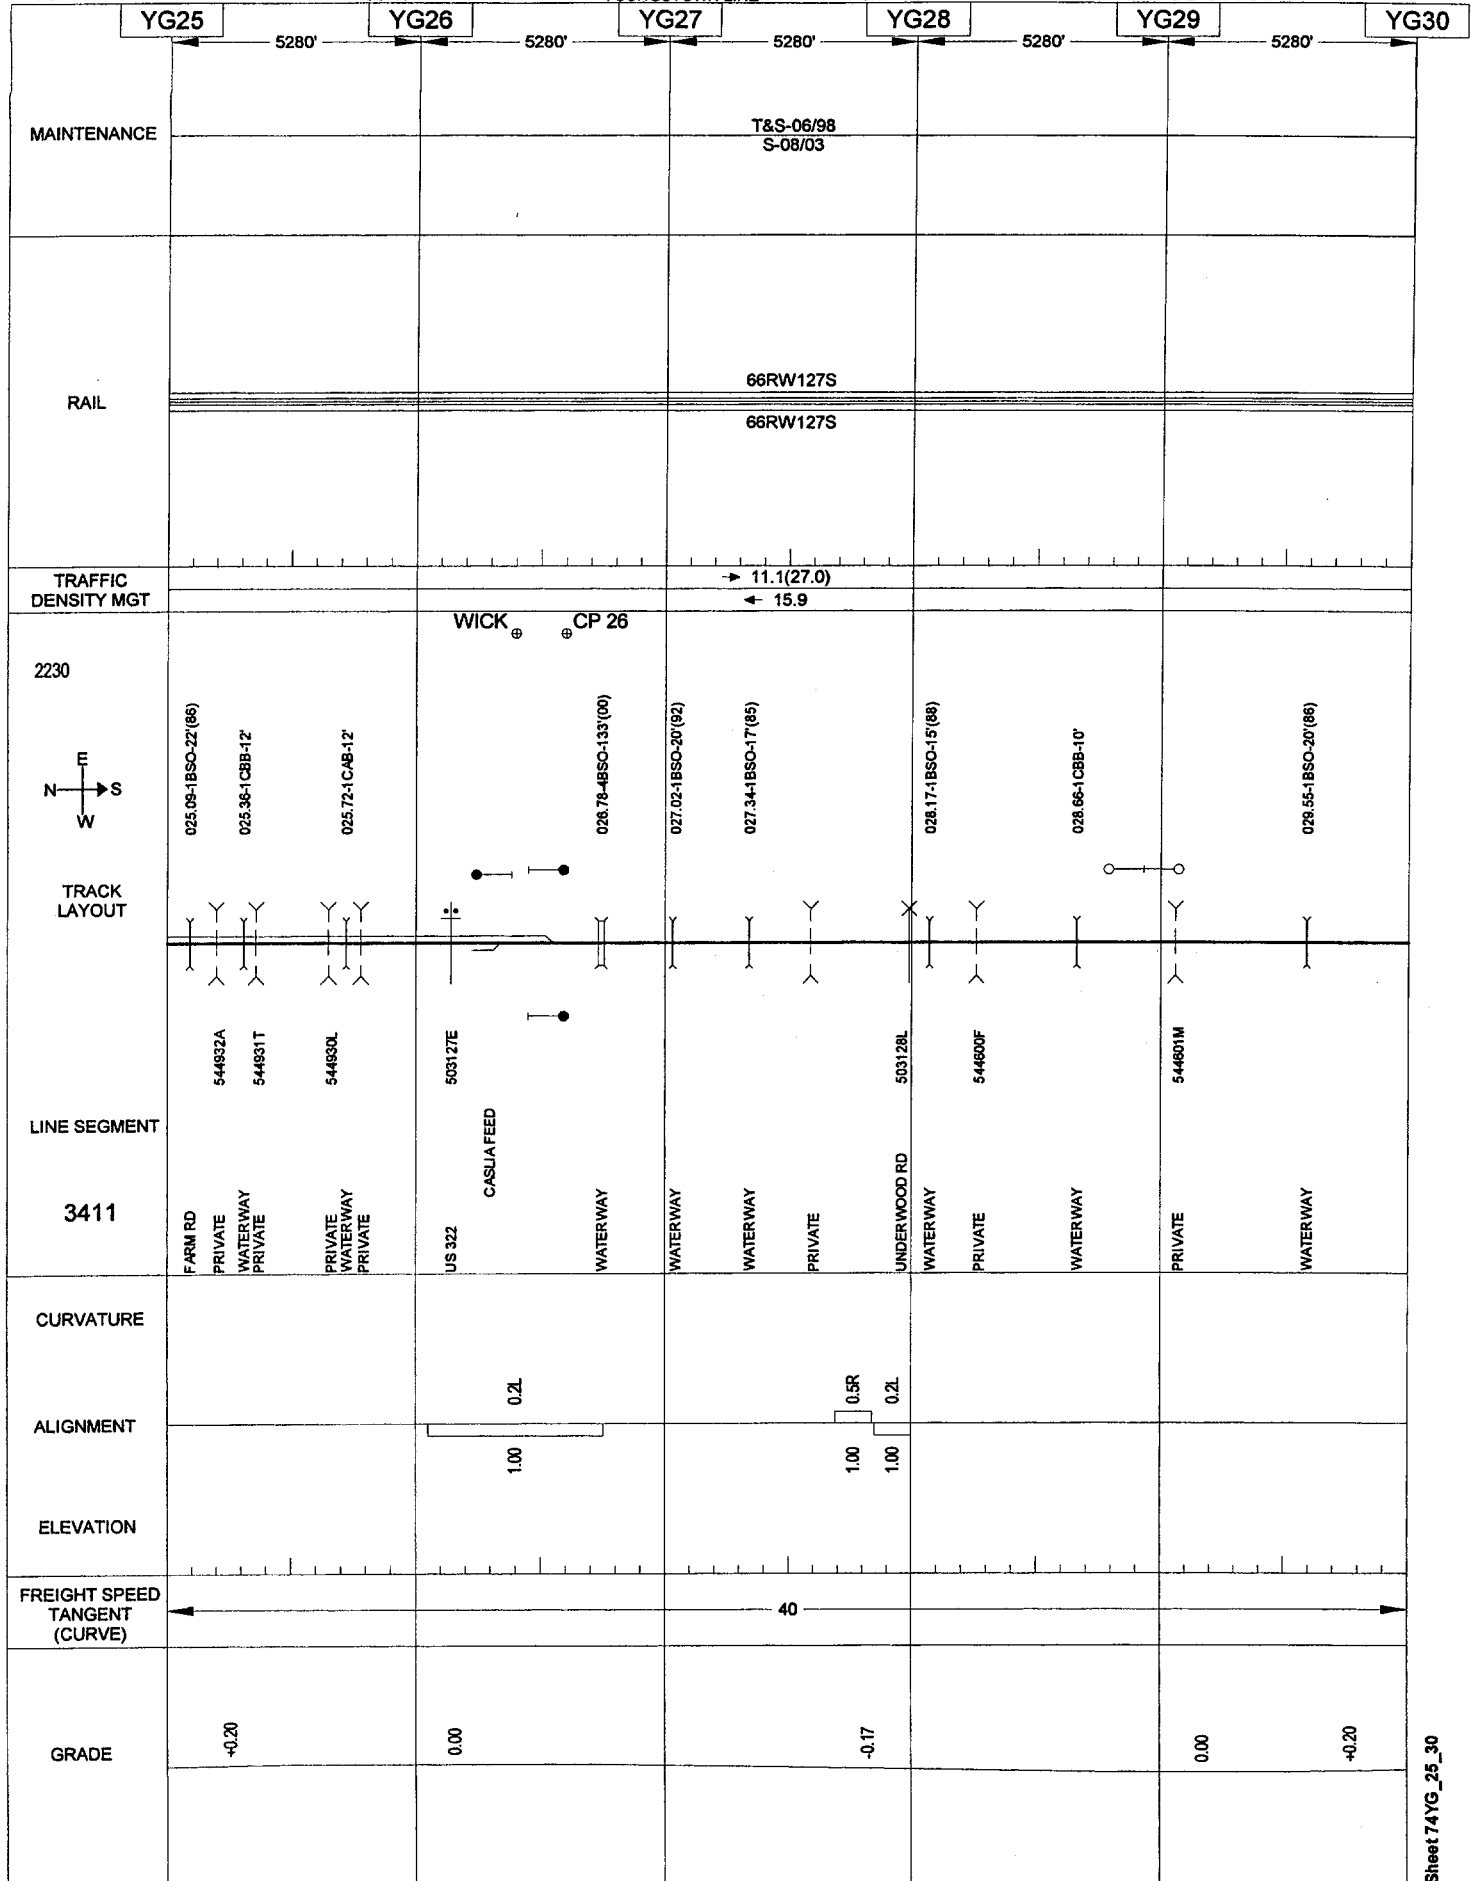 YG25 YG26 YG27 YG28 YG29 YG30
5280' 5280' 5280' 5280' 5280'
MAINTENANCE
T&S-06/98
S-08/03
RAIL
66RW127S
66RW127S
TRAFFIC
DENSITY MGT
11.1(27.0)
15.9
WICK CP 26
2230
E
N S
W
025.09-1BSO-22'(86)
025.36-1CBB-12'
025.72-1CAB-12'
026.78-4BSO-133'(00)
027.02-1BSO-20'(92)
027.34-1BSO-17'(85)
028.17-1BSO-15'(88)
028.66-1CBB-10'
029.55-1BSO-20'(86)
TRACK
LAYOUT
544932A
544931T
544930L
503127E
503128L
544600F
544601M
LINE SEGMENT
3411
FARM RD
PRIVATE
WATERWAY
PRIVATE
PRIVATE
WATERWAY
PRIVATE
US 322
CASLIA FEED
WATERWAY
WATERWAY
WATERWAY
PRIVATE
UNDERWOOD RD
WATERWAY
PRIVATE
WATERWAY
PRIVATE
WATERWAY
CURVATURE
0.2L
0.5R
0.2L
ALIGNMENT
1.00
1.00
1.00
ELEVATION
FREIGHT SPEED
TANGENT
(CURVE)
40
GRADE
+0.20
0.00
-0.17
0.00
+0.20
Sheet 74YG_25_30